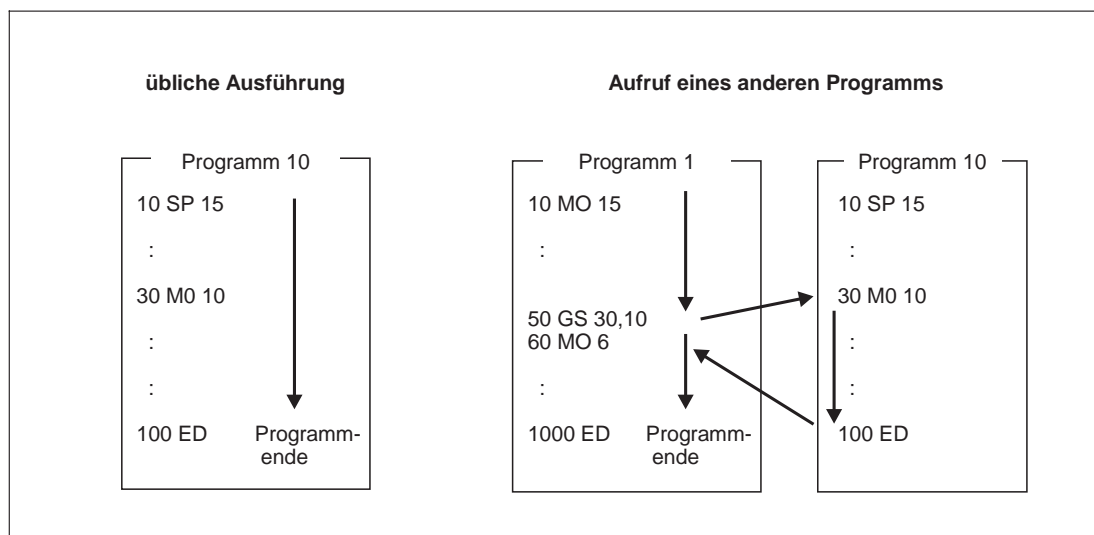 übliche Ausführung
Programm 10
10 SP 15
:
30 M0 10
:
:
100 ED Programm-
ende
Aufruf eines anderen Programms
Programm 1
10 MO 15
:
50 GS 30,10
60 MO 6
:
1000 ED Programm-
ende
Programm 10
10 SP 15
:
30 M0 10
:
:
100 ED